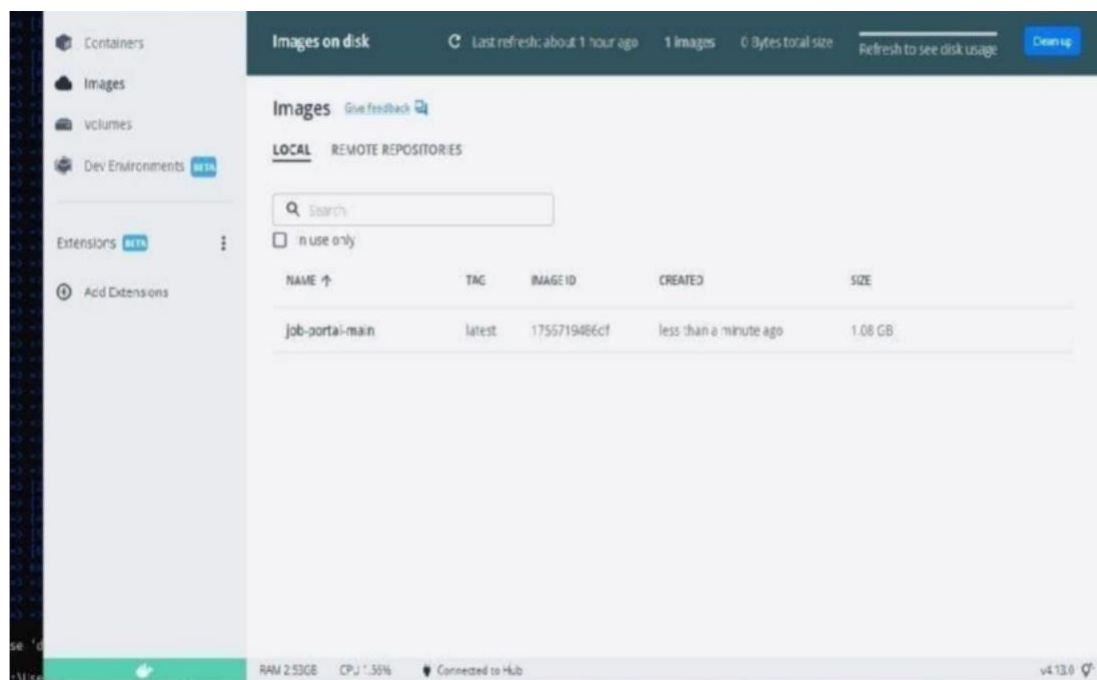 Containers
Images
Volumes
Dev Environments BETA
Extensions BETA
Add Extensions
Images on disk
Last refresh: about 1 hour ago
1 images
0 Bytes total size
Refresh to see disk usage
Clean up
Images Give feedback
LOCAL REMOTE REPOSITORIES
Search
In use only
NAME TAG IMAGE ID CREATED SIZE
job-portal-main latest 1755719486cf less than a minute ago 1.08 GB
RAM 2.53GB CPU 1.56% Connected to Hub
v4.13.0